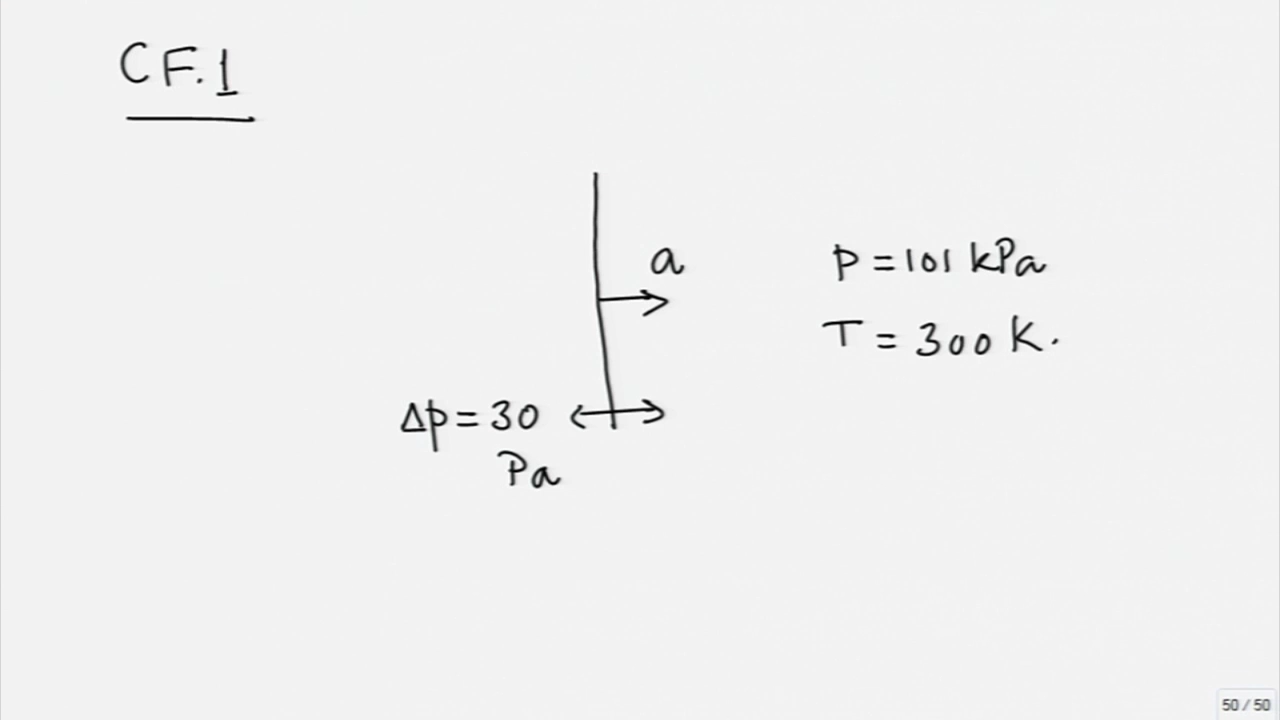 CF.1
a
p = 101 kPa
T = 300 K.
Δp = 30
Pa
50 / 50